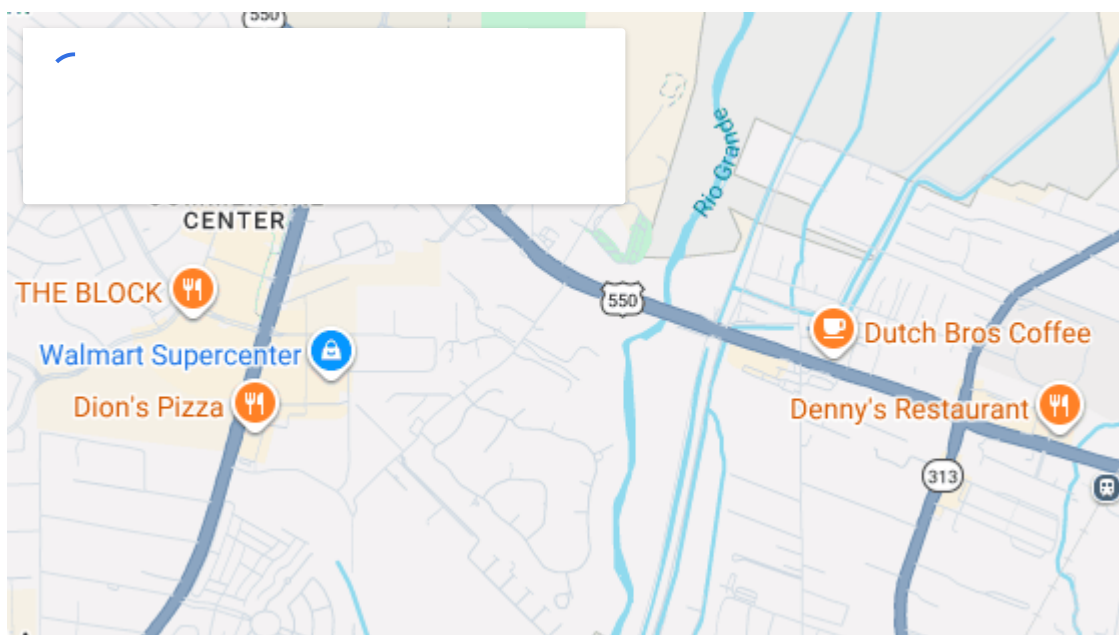 550
CENTER
Rio Grande
THE BLOCK
550
Walmart Supercenter
Dutch Bros Coffee
Dion's Pizza
Denny's Restaurant
313